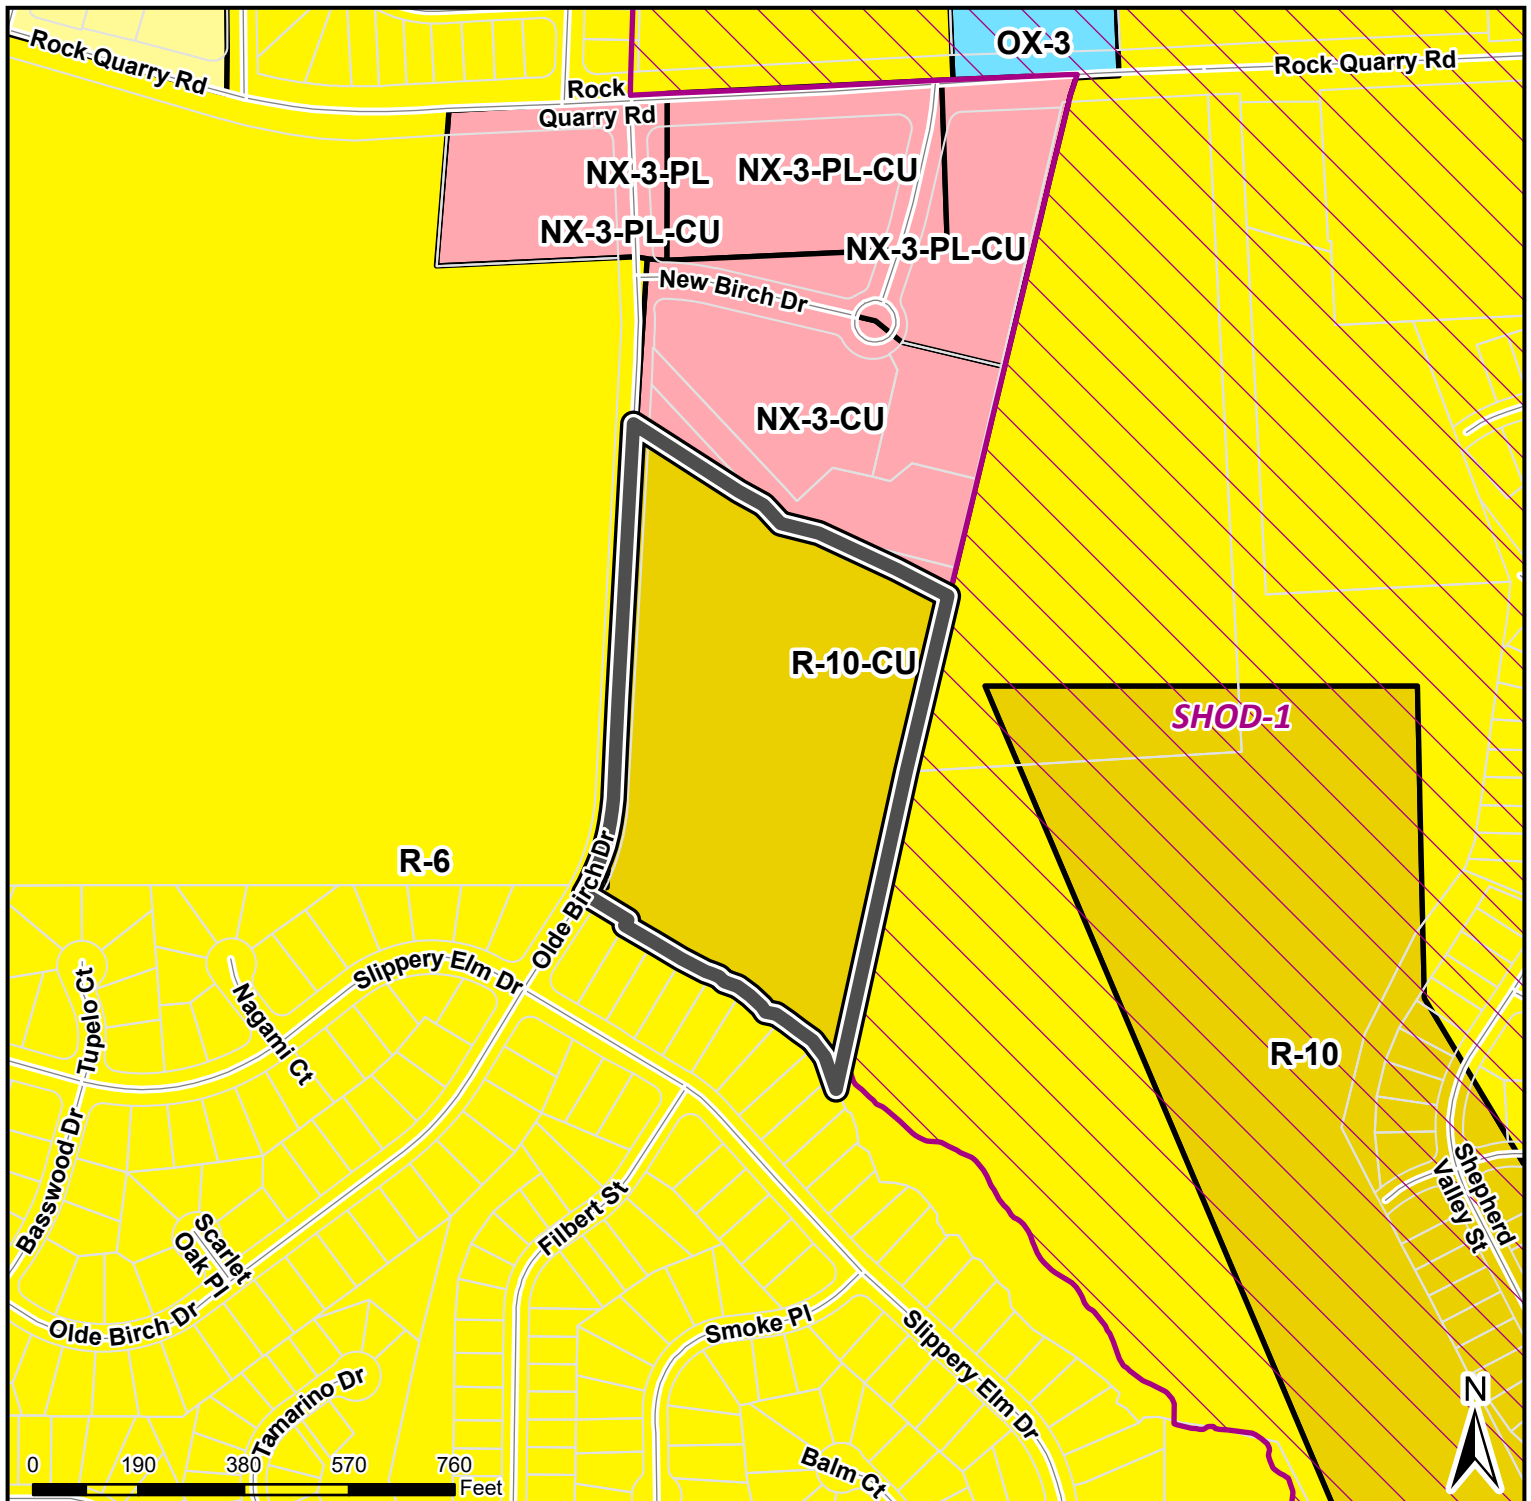 OX-3
Rock Quarry Rd
Rock Quarry Rd
Rock
Quarry Rd
NX-3-PL
NX-3-PL-CU
NX-3-PL-CU
NX-3-PL-CU
New Birch Dr
NX-3-CU
R-10-CU
SHOD-1
R-6
Olde Birch Dr
Slippery Elm Dr
Tupelo Ct
Nagami Ct
R-10
Basswood Dr
Shepherd
Valley St
Filbert St
Scarlet
Oak Pl
Olde Birch Dr
Smoke Pl
Slippery Elm Dr
Tamarino Dr
Balm Ct
N
0 190 380 570 760
Feet